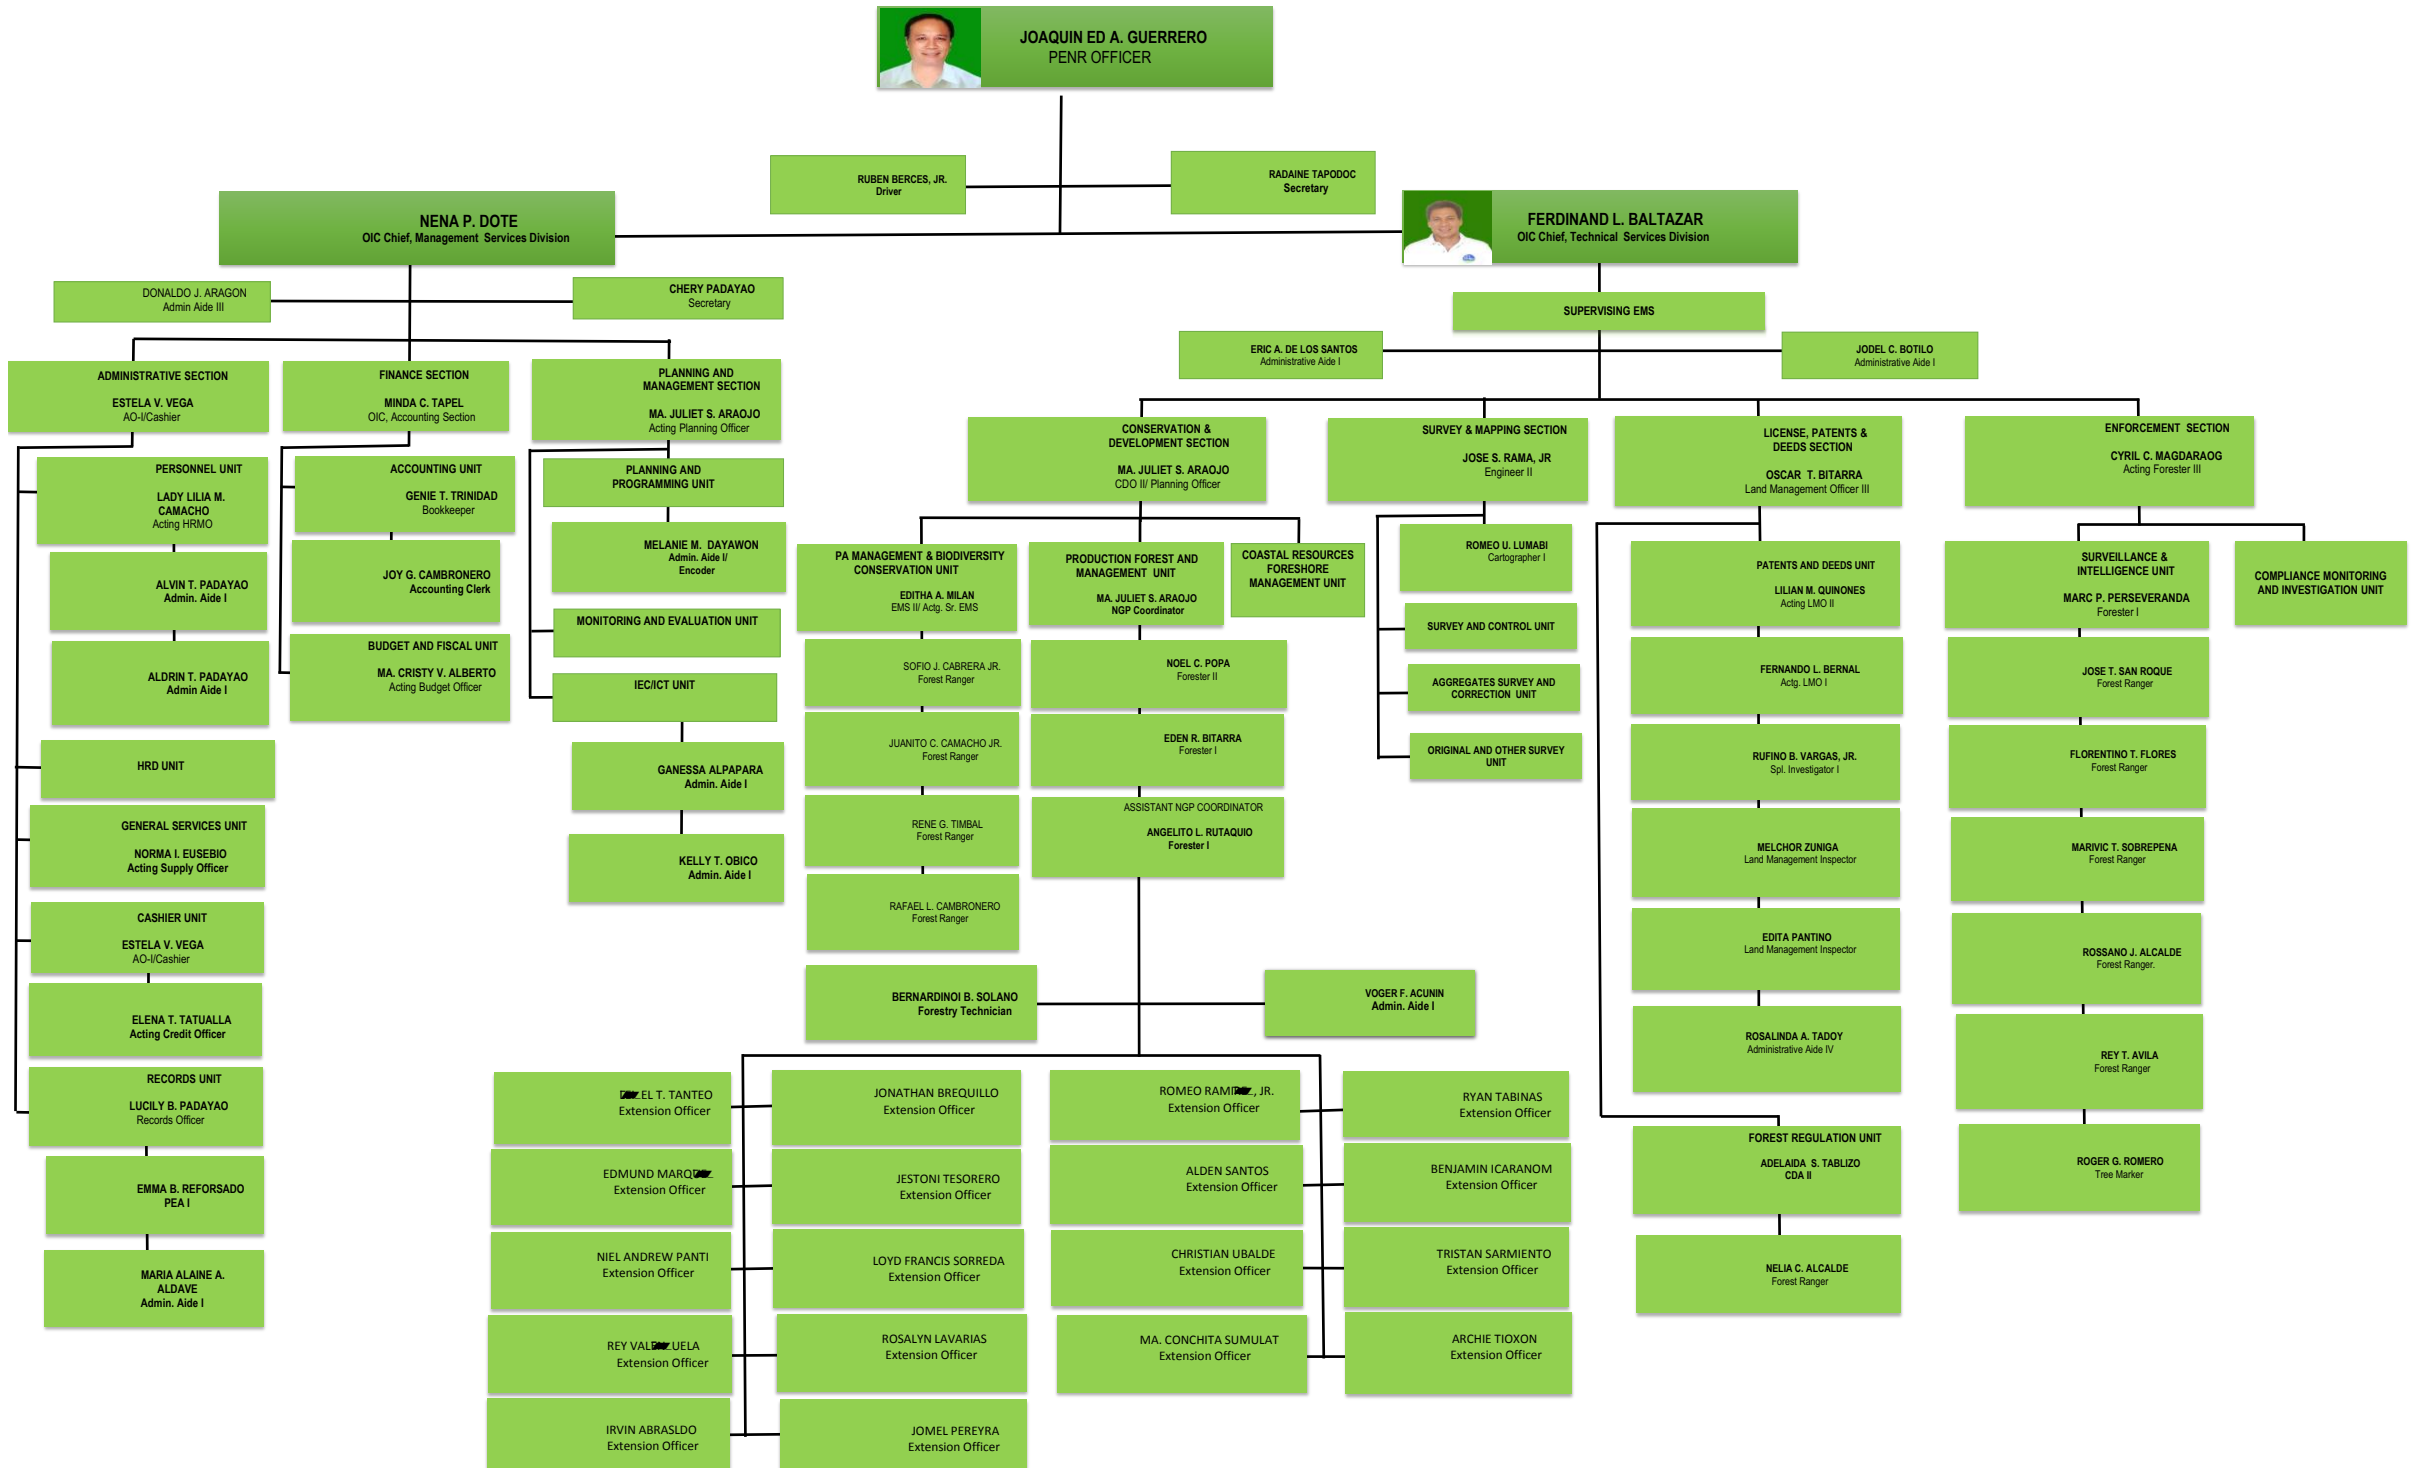 JOAQUIN ED A. GUERRERO
PENR OFFICER
RUBEN BERCES, JR.
Driver
RADAINE TAPODOC
Secretary
NENA P. DOTE
OIC Chief, Management Services Division
FERDINAND L. BALTAZAR
OIC Chief, Technical Services Division
DONALDO J. ARAGON
Admin Aide III
CHERY PADAYAO
Secretary
SUPERVISING EMS
ERIC A. DE LOS SANTOS
Administrative Aide I
JODEL C. BOTILO
Administrative Aide I
ADMINISTRATIVE SECTION
ESTELA V. VEGA
AO-I/Cashier
FINANCE SECTION
MINDA C. TAPEL
OIC, Accounting Section
PLANNING AND
MANAGEMENT SECTION
MA. JULIET S. ARAOJO
Acting Planning Officer
PERSONNEL UNIT
LADY LILIA M.
CAMACHO
Acting HRMO
ALVIN T. PADAYAO
Admin. Aide I
ALDRIN T. PADAYAO
Admin Aide I
HRD UNIT
GENERAL SERVICES UNIT
NORMA I. EUSEBIO
Acting Supply Officer
CASHIER UNIT
ESTELA V. VEGA
AO-I/Cashier
ELENA T. TATUALLA
Acting Credit Officer
RECORDS UNIT
LUCILY B. PADAYAO
Records Officer
EMMA B. REFORSADO
PEA I
MARIA ALAINE A.
ALDAVE
Admin. Aide I
ACCOUNTING UNIT
GENIE T. TRINIDAD
Bookkeeper
JOY G. CAMBRONERO
Accounting Clerk
BUDGET AND FISCAL UNIT
MA. CRISTY V. ALBERTO
Acting Budget Officer
PLANNING AND
PROGRAMMING UNIT
MELANIE M. DAYAWON
Admin. Aide I/
Encoder
MONITORING AND EVALUATION UNIT
IEC/ICT UNIT
GANESSA ALPAPARA
Admin. Aide I
KELLY T. OBICO
Admin. Aide I
CONSERVATION &
DEVELOPMENT SECTION
MA. JULIET S. ARAOJO
CDO II/ Planning Officer
SURVEY & MAPPING SECTION
JOSE S. RAMA, JR
Engineer II
LICENSE, PATENTS &
DEEDS SECTION
OSCAR T. BITARRA
Land Management Officer III
ENFORCEMENT SECTION
CYRIL C. MAGDARAOG
Acting Forester III
PA MANAGEMENT & BIODIVERSITY
CONSERVATION UNIT
EDITHA A. MILAN
EMS II/ Actg. Sr. EMS
SOFIO J. CABRERA JR.
Forest Ranger
JUANITO C. CAMACHO JR.
Forest Ranger
RENE G. TIMBAL
Forest Ranger
RAFAEL L. CAMBRONERO
Forest Ranger
PRODUCTION FOREST AND
MANAGEMENT UNIT
MA. JULIET S. ARAOJO
NGP Coordinator
NOEL C. POPA
Forester II
EDEN R. BITARRA
Forester I
ASSISTANT NGP COORDINATOR
ANGELITO L. RUTAQUIO
Forester I
COASTAL RESOURCES
FORESHORE
MANAGEMENT UNIT
ROMEO U. LUMABI
Cartographer I
SURVEY AND CONTROL UNIT
AGGREGATES SURVEY AND
CORRECTION UNIT
ORIGINAL AND OTHER SURVEY
UNIT
PATENTS AND DEEDS UNIT
LILIAN M. QUINONES
Acting LMO II
FERNANDO L. BERNAL
Actg. LMO I
RUFINO B. VARGAS, JR.
Spl. Investigator I
MELCHOR ZUNIGA
Land Management Inspector
EDITA PANTINO
Land Management Inspector
ROSALINDA A. TADOY
Administrative Aide IV
FOREST REGULATION UNIT
ADELAIDA S. TABLIZO
CDA II
NELIA C. ALCALDE
Forest Ranger
SURVEILLANCE &
INTELLIGENCE UNIT
MARC P. PERSEVERANDA
Forester I
JOSE T. SAN ROQUE
Forest Ranger
FLORENTINO T. FLORES
Forest Ranger
MARIVIC T. SOBREPENA
Forest Ranger
ROSSANO J. ALCALDE
Forest Ranger.
REY T. AVILA
Forest Ranger
ROGER G. ROMERO
Tree Marker
COMPLIANCE MONITORING
AND INVESTIGATION UNIT
BERNARDINOI B. SOLANO
Forestry Technician
VOGER F. ACUNIN
Admin. Aide I
T. TANTEO
Extension Officer
JONATHAN BREQUILLO
Extension Officer
ROMEO JR.
Extension Officer
RYAN TABINAS
Extension Officer
EDMUND
Extension Officer
JESTONI TESORERO
Extension Officer
ALDEN SANTOS
Extension Officer
BENJAMIN ICARANOM
Extension Officer
NIEL ANDREW PANTI
Extension Officer
LOYD FRANCIS SORREDA
Extension Officer
CHRISTIAN UBALDE
Extension Officer
TRISTAN SARMIENTO
Extension Officer
REY
Extension Officer
ROSALYN LAVARIAS
Extension Officer
MA. CONCHITA SUMULAT
Extension Officer
ARCHIE TIOXON
Extension Officer
IRVIN ABRASLDO
Extension Officer
JOMEL PEREYRA
Extension Officer